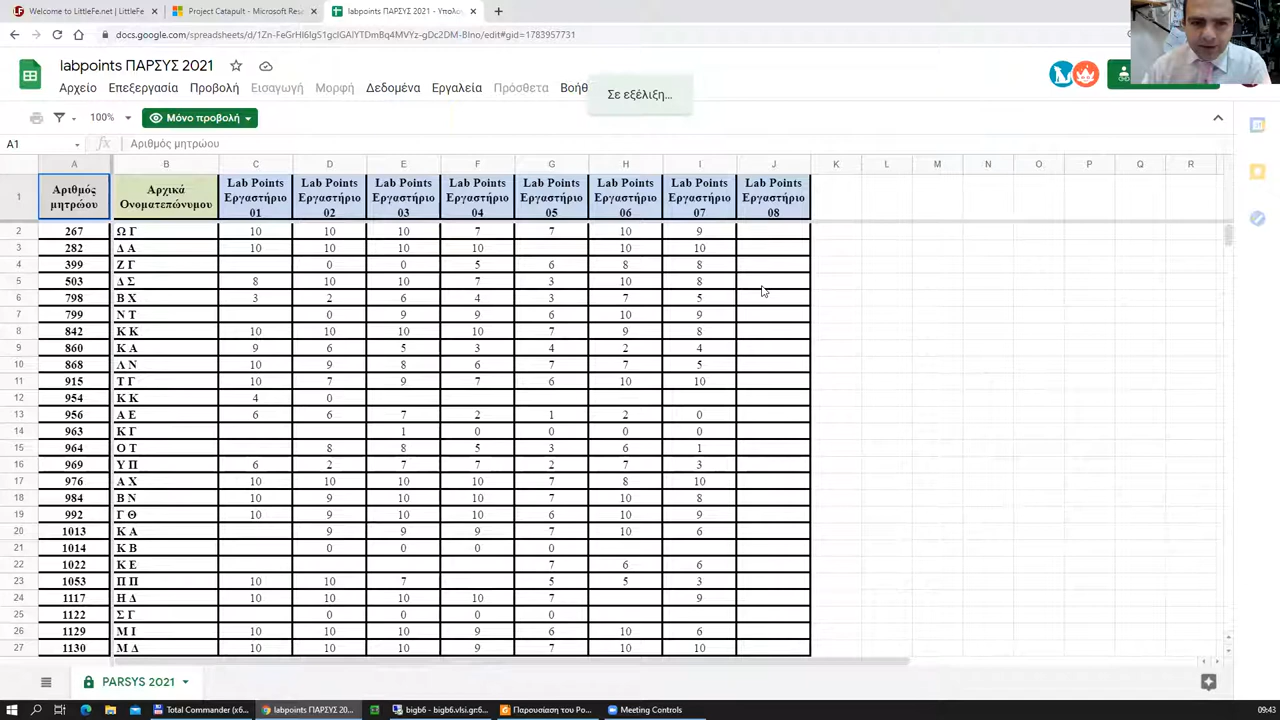 Welcome to LittleFe.net | LittleFe
Project Catapult - Microsoft Res
labpoints ΠΑΡΣΥΣ 2021 - Υπολο
docs.google.com/spreadsheets/d/1Zn-FeGrHI6IgS1gcIGAIYTDmBq4MVYz-gDc2DM-BIno/edit#gid=1783957731
labpoints ΠΑΡΣΥΣ 2021
Αρχείο Επεξεργασία Προβολή Εισαγωγή Μορφή Δεδομένα Εργαλεία Πρόσθετα Βοήθ
Σε εξέλιξη...
100% Μόνο προβολή
A1 fx Αριθμός μητρώου
A B C D E F G H I J K L M N O P Q R
1 Αριθμός μητρώου Αρχικά Ονοματεπώνυμου Lab Points Εργαστήριο 01 Lab Points Εργαστήριο 02 Lab Points Εργαστήριο 03 Lab Points Εργαστήριο 04 Lab Points Εργαστήριο 05 Lab Points Εργαστήριο 06 Lab Points Εργαστήριο 07 Lab Points Εργαστήριο 08
2 267 Ω Γ 10 10 10 7 7 10 9
3 282 Δ Α 10 10 10 10 10 10
4 399 Ζ Γ 0 0 5 6 8 8
5 503 Δ Σ 8 10 10 7 3 10 8
6 798 Β Χ 3 2 6 4 3 7 5
7 799 Ν Τ 0 9 9 6 10 9
8 842 Κ Κ 10 10 10 10 7 9 8
9 860 Κ Α 9 6 5 3 4 2 4
10 868 Λ Ν 10 9 8 6 7 7 5
11 915 Τ Γ 10 7 9 7 6 10 10
12 954 Κ Κ 4 0
13 956 Α Ε 6 6 7 2 1 2 0
14 963 Κ Γ 1 0 0 0 0
15 964 Ο Τ 8 8 5 3 6 1
16 969 Υ Π 6 2 7 7 2 7 3
17 976 Α Χ 10 10 10 10 7 8 10
18 984 Β Ν 10 9 10 10 7 10 8
19 992 Γ Θ 10 9 10 10 6 10 9
20 1013 Κ Α 9 9 9 7 10 6
21 1014 Κ Β 0 0 0 0
22 1022 Κ Ε 7 6 6
23 1053 Π Π 10 10 7 5 5 3
24 1117 Η Δ 10 10 10 10 7 9
25 1122 Σ Γ 0 0 0 0
26 1129 Μ Ι 10 10 10 9 6 10 6
27 1130 Μ Δ 10 10 10 9 7 10 10
PARSYS 2021
Total Commander (x6...
labpoints ΠΑΡΣΥΣ 20...
bigb6 - bigb6.vlsi.gr:6...
Παρουσίαση του Po...
Meeting Controls
09:43